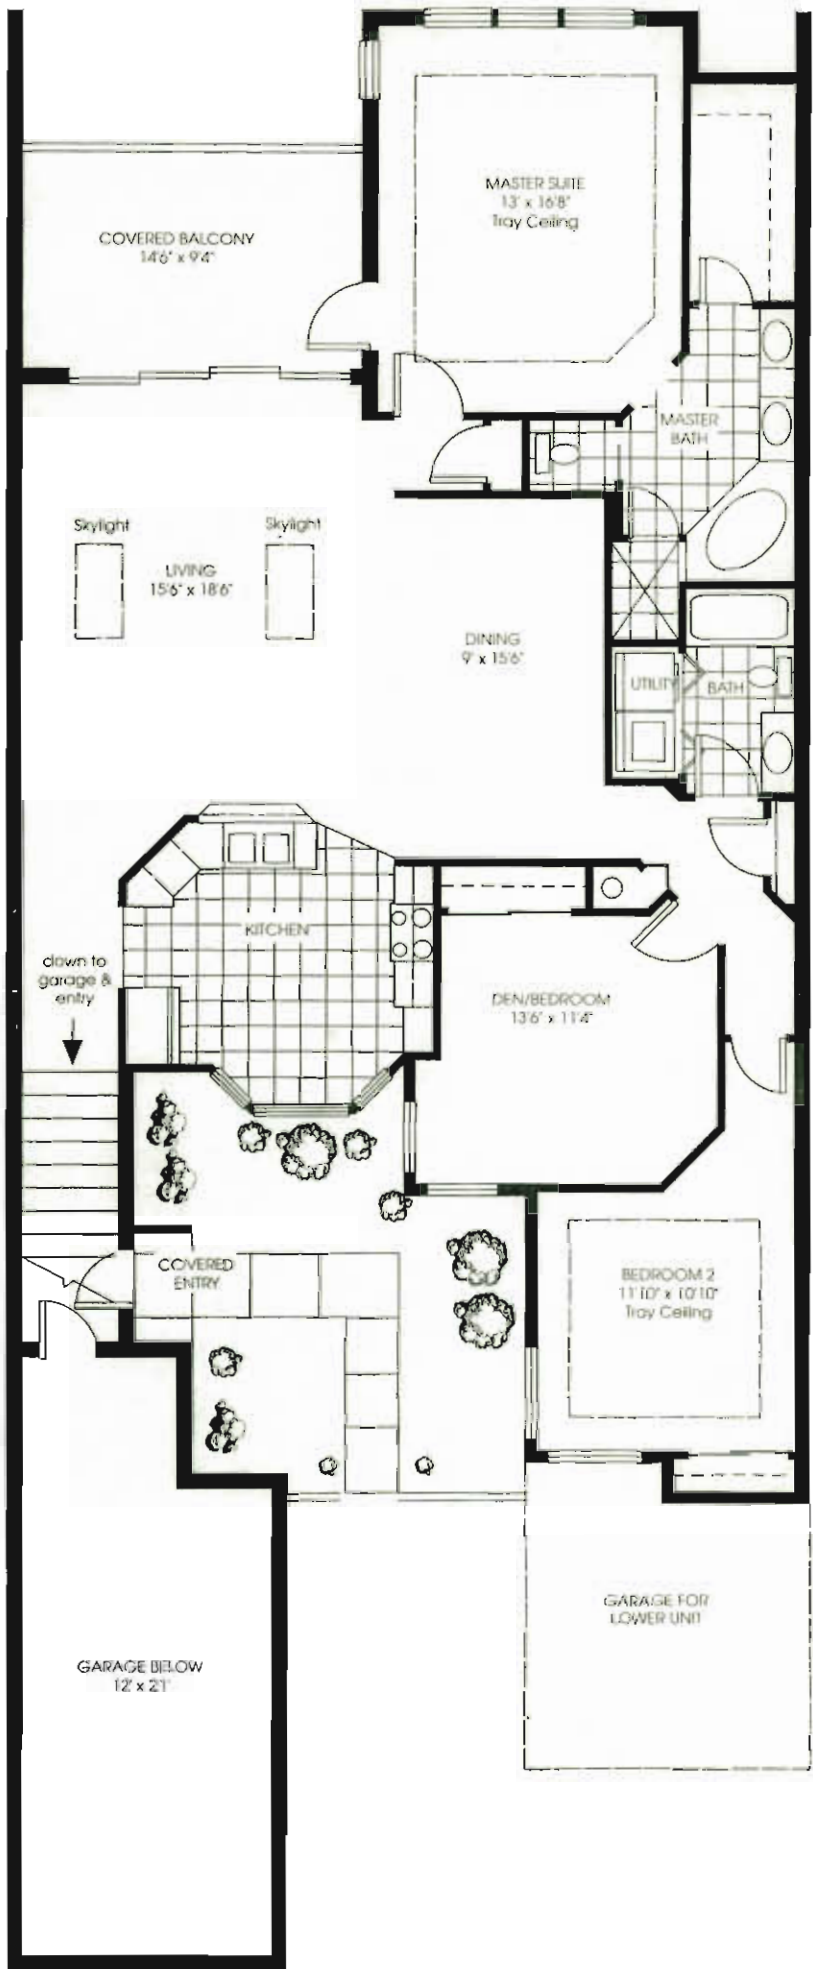 MASTER SUITE
13' x 16'8"
Tray Ceiling
COVERED BALCONY
14'6" x 9'4"
MASTER
BATH
Skylight
Skylight
LIVING
15'6" x 18'6"
DINING
9' x 15'6"
UTILITY
BATH
KITCHEN
down to
garage &
entry
DEN/BEDROOM
13'6" x 11'4"
COVERED
ENTRY
BEDROOM 2
11'10" x 10'10"
Tray Ceiling
GARAGE FOR
LOWER UNIT
GARAGE BELOW
12' x 21'